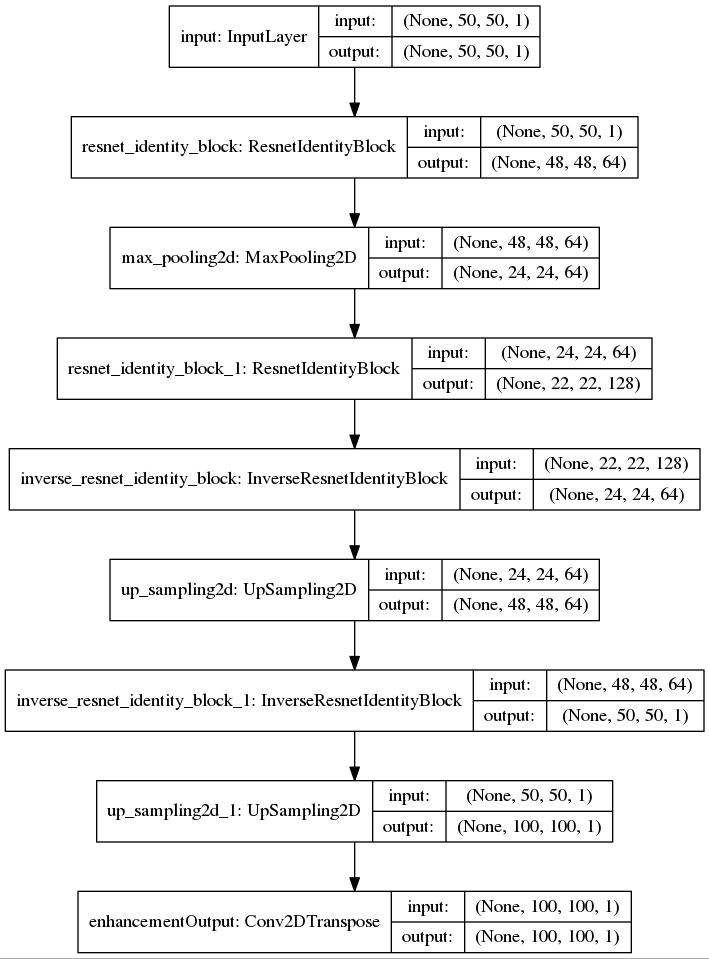 input: InputLayer
input: (None, 50, 50, 1)
output: (None, 50, 50, 1)
resnet_identity_block: ResnetIdentityBlock
input: (None, 50, 50, 1)
output: (None, 48, 48, 64)
max_pooling2d: MaxPooling2D
input: (None, 48, 48, 64)
output: (None, 24, 24, 64)
resnet_identity_block_1: ResnetIdentityBlock
input: (None, 24, 24, 64)
output: (None, 22, 22, 128)
inverse_resnet_identity_block: InverseResnetIdentityBlock
input: (None, 22, 22, 128)
output: (None, 24, 24, 64)
up_sampling2d: UpSampling2D
input: (None, 24, 24, 64)
output: (None, 48, 48, 64)
inverse_resnet_identity_block_1: InverseResnetIdentityBlock
input: (None, 48, 48, 64)
output: (None, 50, 50, 1)
up_sampling2d_1: UpSampling2D
input: (None, 50, 50, 1)
output: (None, 100, 100, 1)
enhancementOutput: Conv2DTranspose
input: (None, 100, 100, 1)
output: (None, 100, 100, 1)